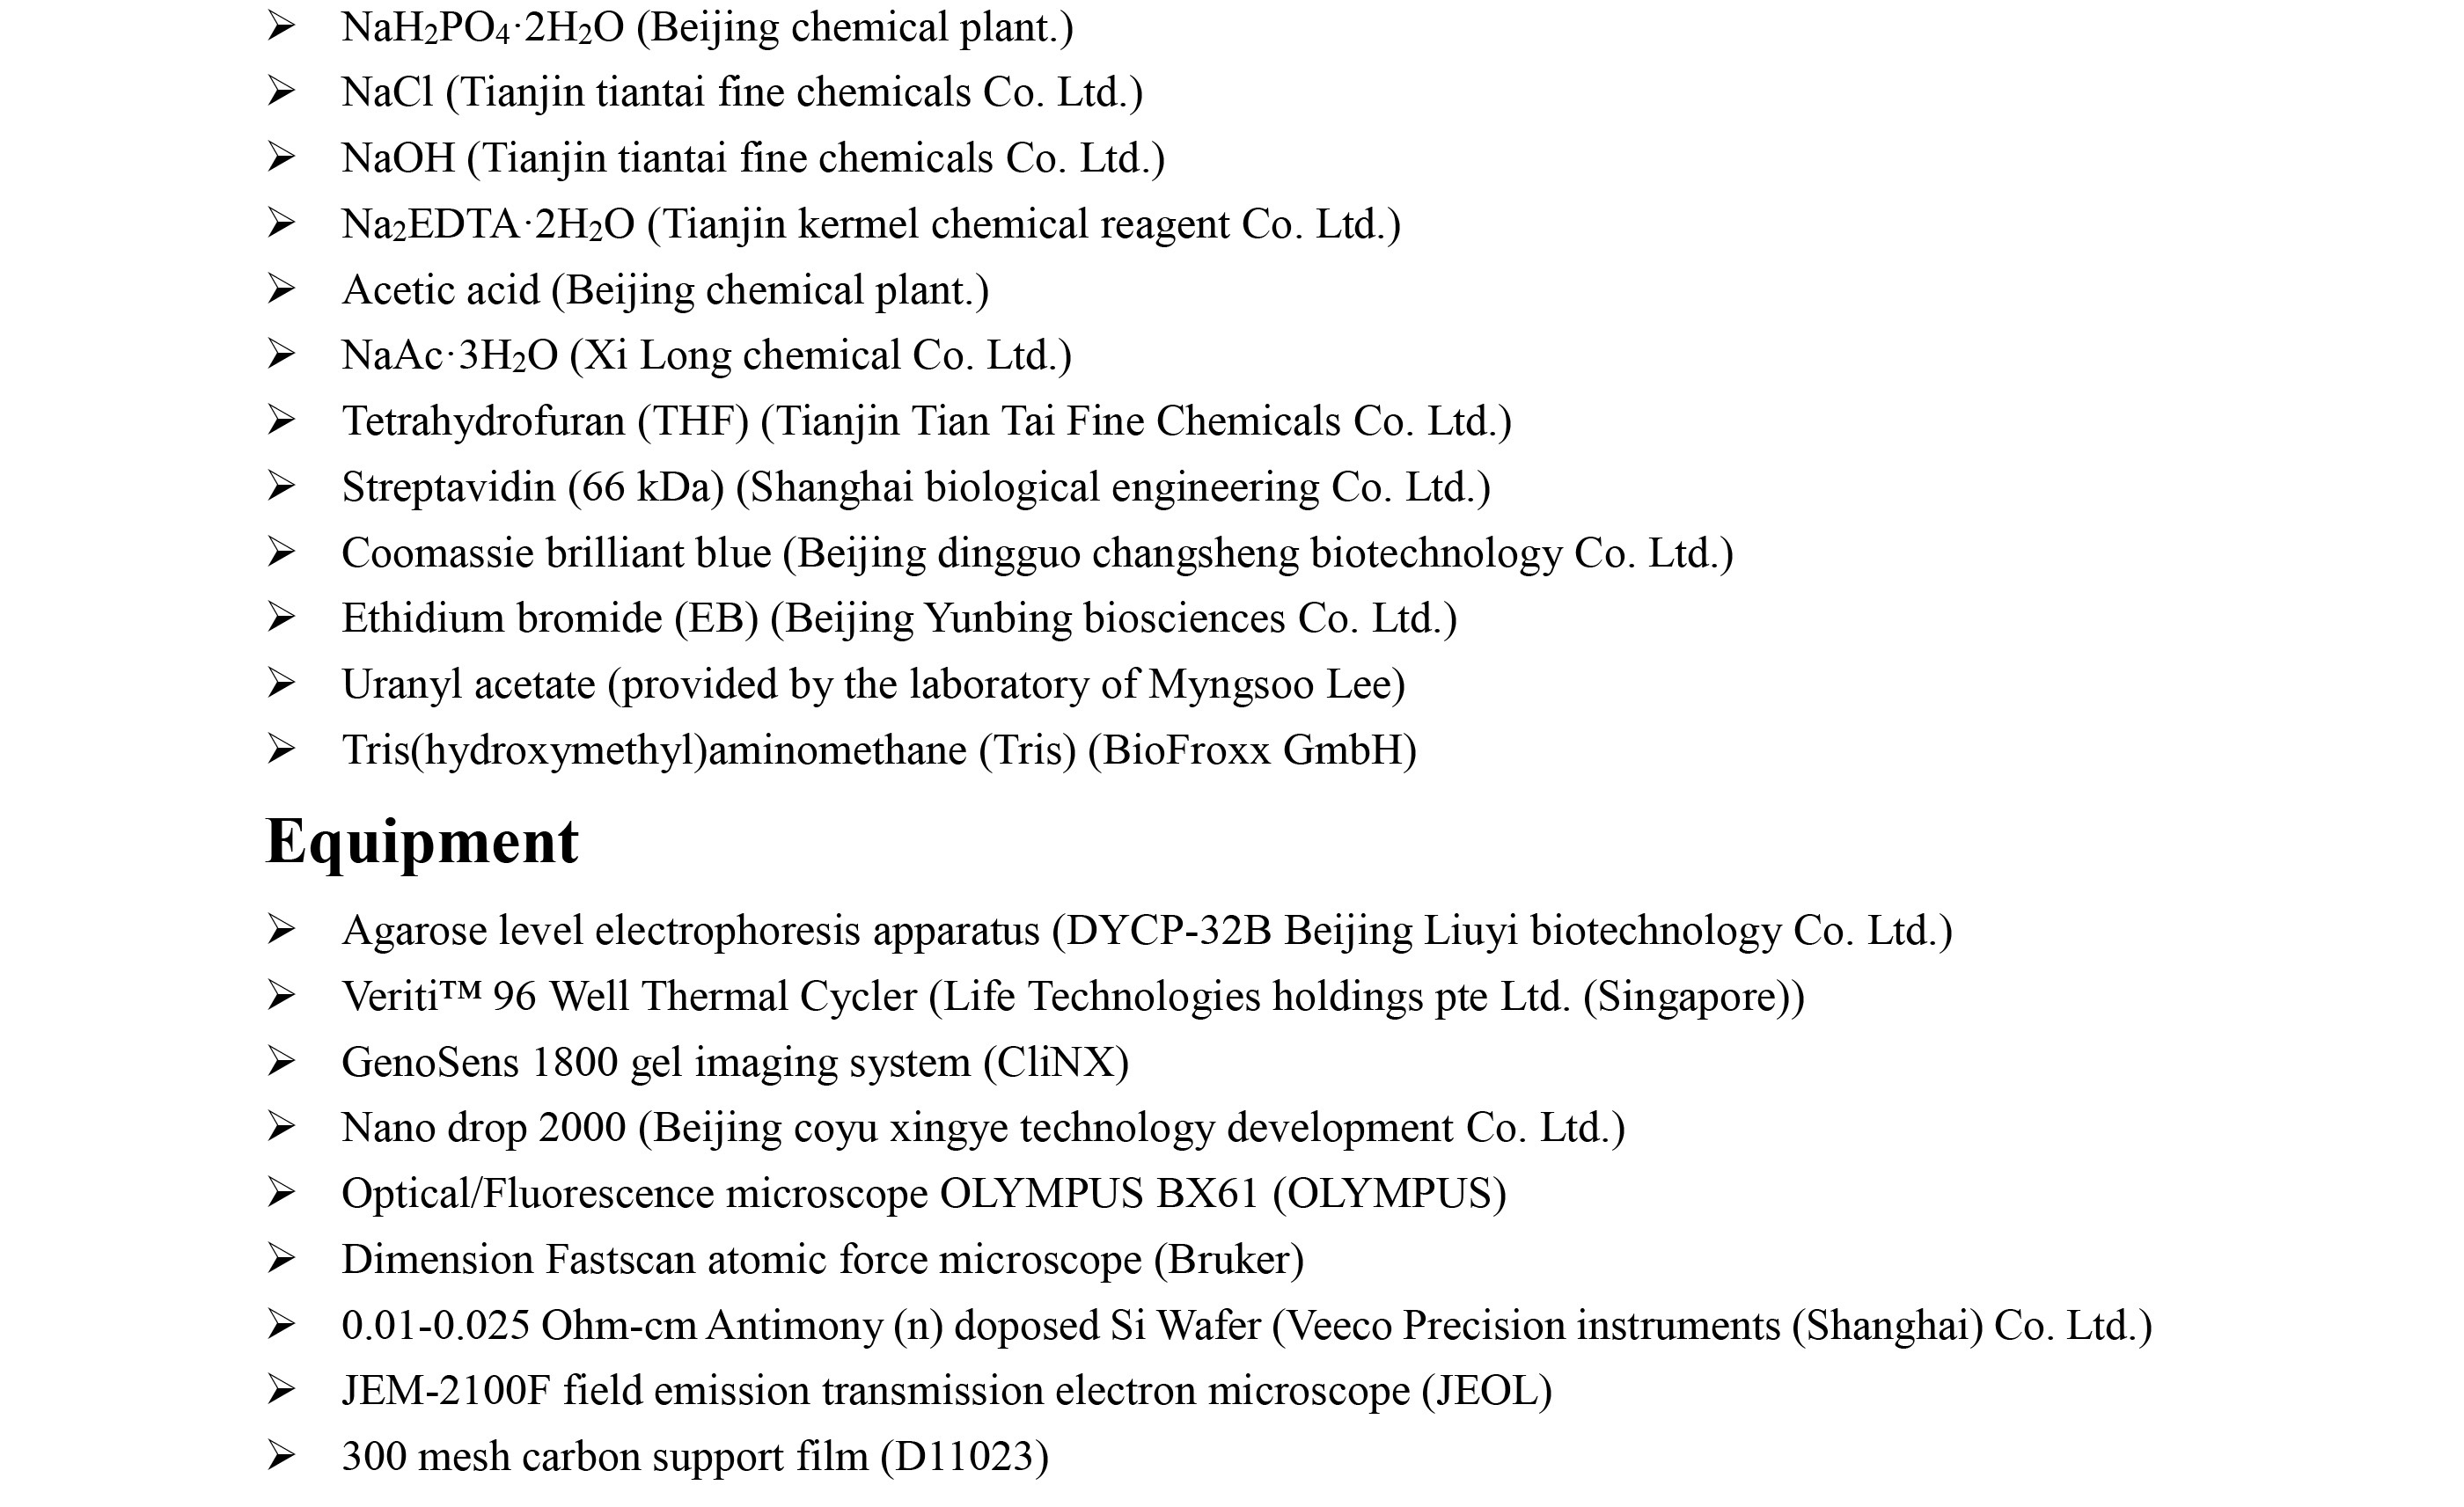 ➢ NaH₂PO₄·2H₂O (Beijing chemical plant.)
➢ NaCl (Tianjin tiantai fine chemicals Co. Ltd.)
➢ NaOH (Tianjin tiantai fine chemicals Co. Ltd.)
➢ Na₂EDTA·2H₂O (Tianjin kermel chemical reagent Co. Ltd.)
➢ Acetic acid (Beijing chemical plant.)
➢ NaAc·3H₂O (Xi Long chemical Co. Ltd.)
➢ Tetrahydrofuran (THF) (Tianjin Tian Tai Fine Chemicals Co. Ltd.)
➢ Streptavidin (66 kDa) (Shanghai biological engineering Co. Ltd.)
➢ Coomassie brilliant blue (Beijing dingguo changsheng biotechnology Co. Ltd.)
➢ Ethidium bromide (EB) (Beijing Yunbing biosciences Co. Ltd.)
➢ Uranyl acetate (provided by the laboratory of Myngsoo Lee)
➢ Tris(hydroxymethyl)aminomethane (Tris) (BioFroxx GmbH)
Equipment
➢ Agarose level electrophoresis apparatus (DYCP-32B Beijing Liuyi biotechnology Co. Ltd.)
➢ Veriti™ 96 Well Thermal Cycler (Life Technologies holdings pte Ltd. (Singapore))
➢ GenoSens 1800 gel imaging system (CliNX)
➢ Nano drop 2000 (Beijing coyu xingye technology development Co. Ltd.)
➢ Optical/Fluorescence microscope OLYMPUS BX61 (OLYMPUS)
➢ Dimension Fastscan atomic force microscope (Bruker)
➢ 0.01-0.025 Ohm-cm Antimony (n) doposed Si Wafer (Veeco Precision instruments (Shanghai) Co. Ltd.)
➢ JEM-2100F field emission transmission electron microscope (JEOL)
➢ 300 mesh carbon support film (D11023)